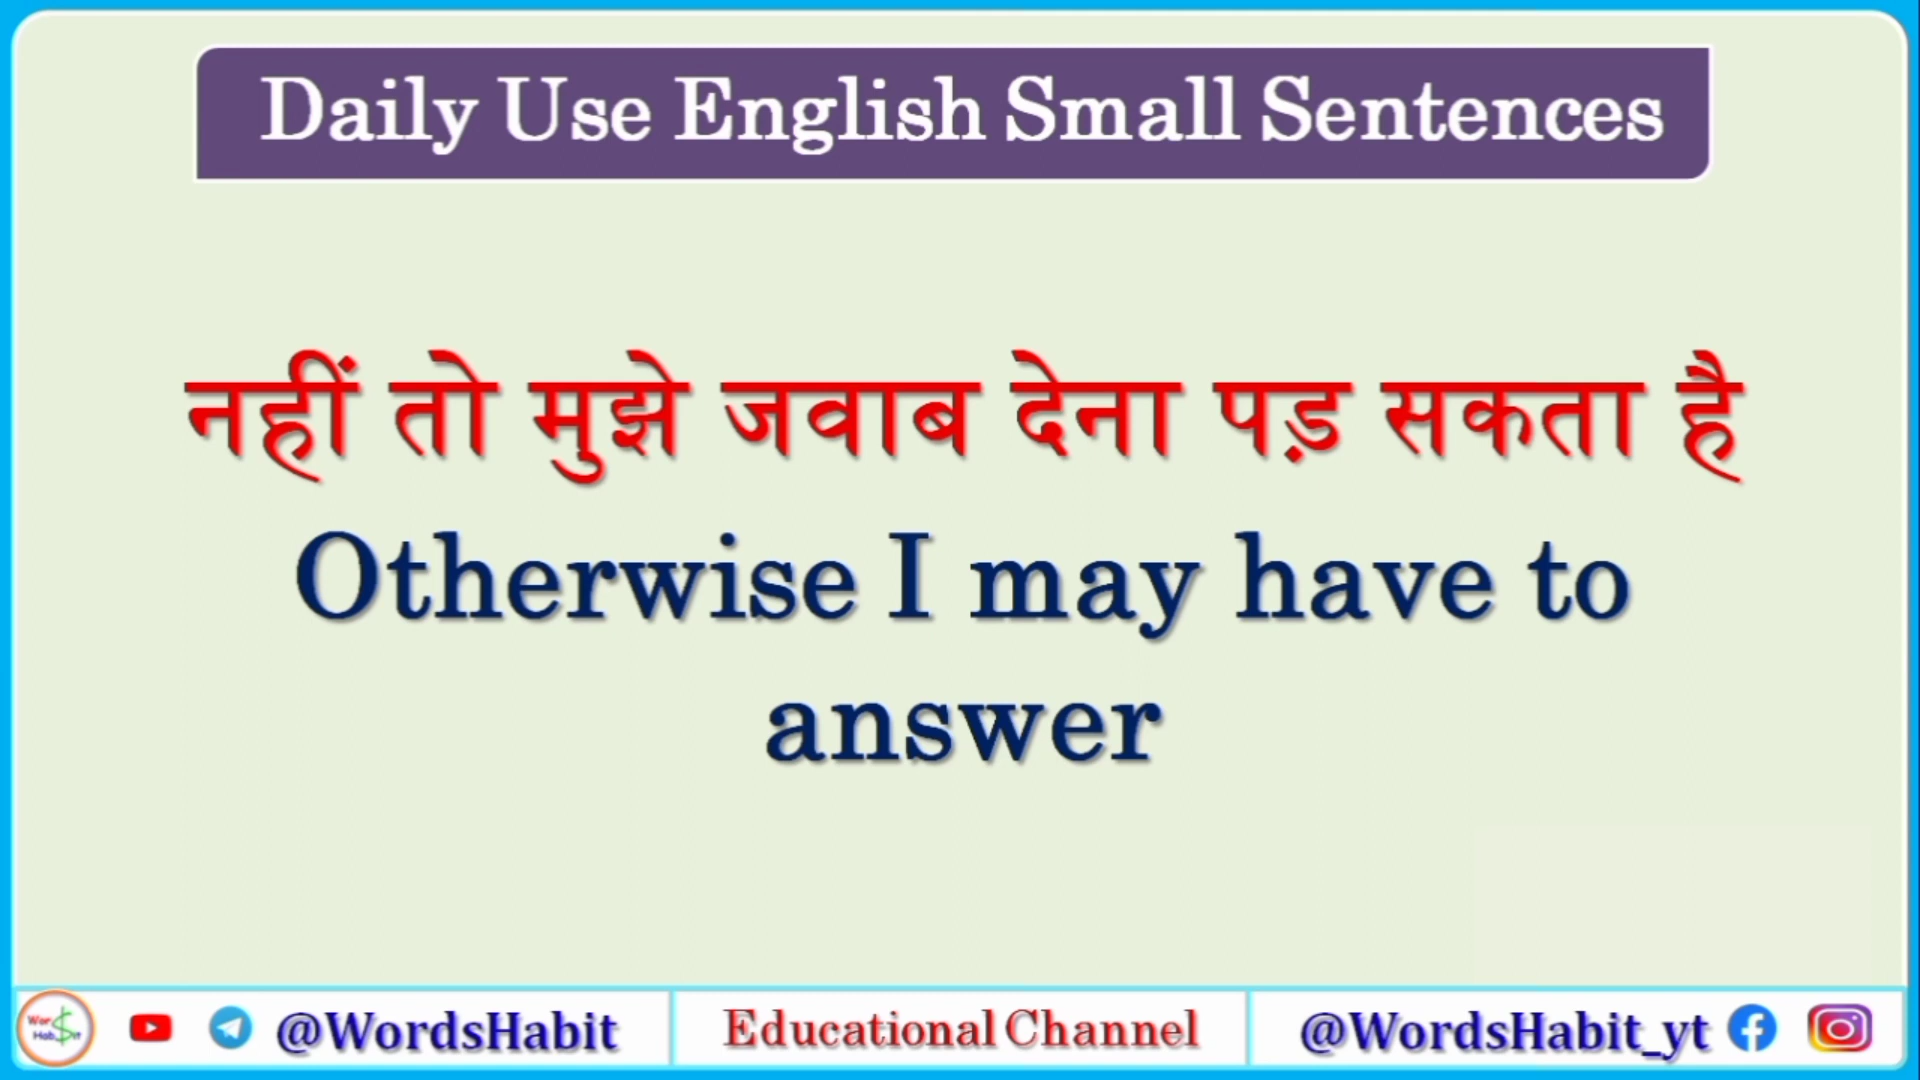 Daily Use English Small Sentences
नहीं तो मुझे जवाब देना पड़ सकता है
Otherwise I may have to
answer
@WordsHabit
Educational Channel
@WordsHabit_yt